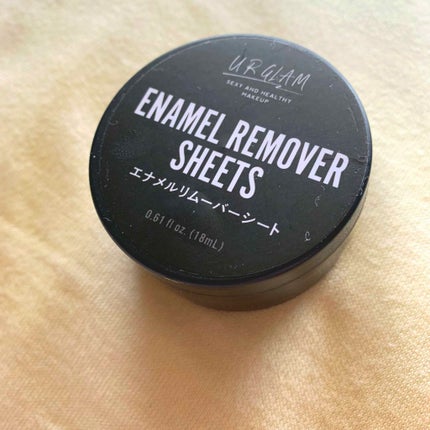 URGLAM
SEXY AND HEALTHY
MAKEUP
ENAMEL REMOVER
SHEETS
エナメルリムーバーシート
0.61 fl oz. (18mL)